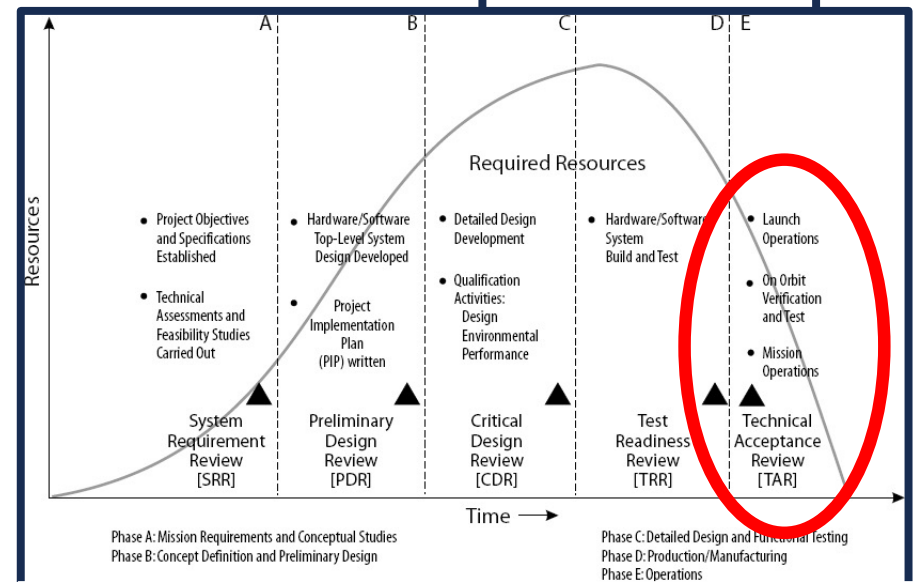 A
B
C
D
E
Required Resources
Resources
• Project Objectives
and Specifications
Established
• Technical
Assessments and
Feasibility Studies
Carried Out
• Hardware/Software
Top-Level System
Design Developed
• Project
Implementation
Plan
(PIP) written
• Detailed Design
Development
• Qualification
Activities:
Design
Environmental
Performance
• Hardware/Software
System
Build and Test
• Launch
Operations
• On Orbit
Verification
and Test
• Mission
Operations
System
Requirement
Review
[SRR]
Preliminary
Design
Review
[PDR]
Critical
Design
Review
[CDR]
Test
Readiness
Review
[TRR]
Technical
Acceptance
Review
[TAR]
Time
Phase A: Mission Requirements and Conceptual Studies
Phase B: Concept Definition and Preliminary Design
Phase C: Detailed Design and Functional Testing
Phase D: Production/Manufacturing
Phase E: Operations